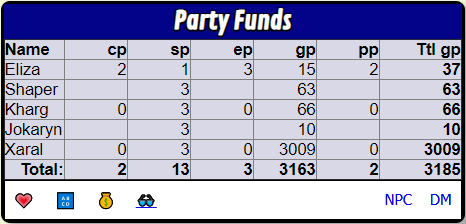 Party Funds
Name cp sp ep gp pp Ttl gp
Eliza 2 1 3 15 2 37
Shaper 3 63 63
Kharg 0 3 0 66 0 66
Jokaryn 3 10 10
Xaral 0 3 0 3009 0 3009
Total: 2 13 3 3163 2 3185
AB CD NPC DM